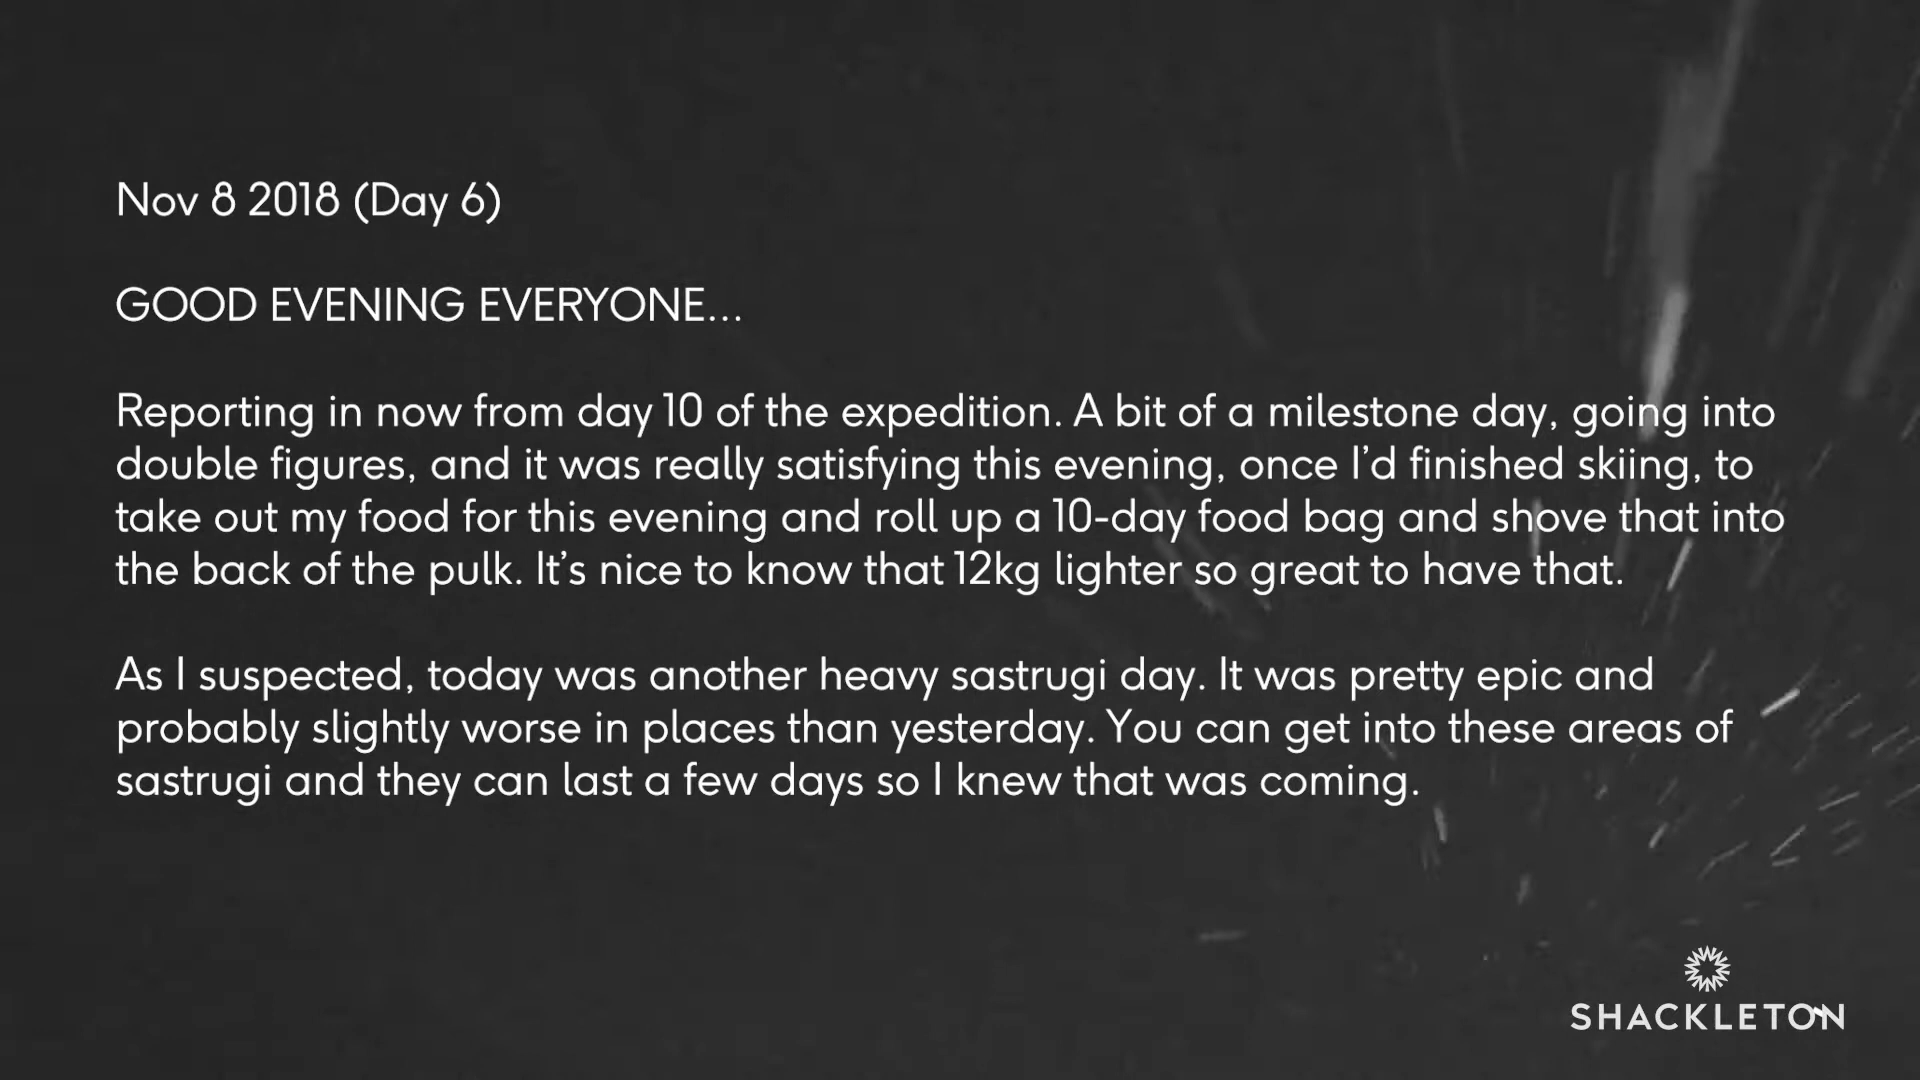 Nov 8 2018 (Day 6)
GOOD EVENING EVERYONE...
Reporting in now from day 10 of the expedition. A bit of a milestone day, going into
double figures, and it was really satisfying this evening, once I’d finished skiing, to
take out my food for this evening and roll up a 10-day food bag and shove that into
the back of the pulk. It’s nice to know that 12kg lighter so great to have that.
As I suspected, today was another heavy sastrugi day. It was pretty epic and
probably slightly worse in places than yesterday. You can get into these areas of
sastrugi and they can last a few days so I knew that was coming.
SHACKLETON